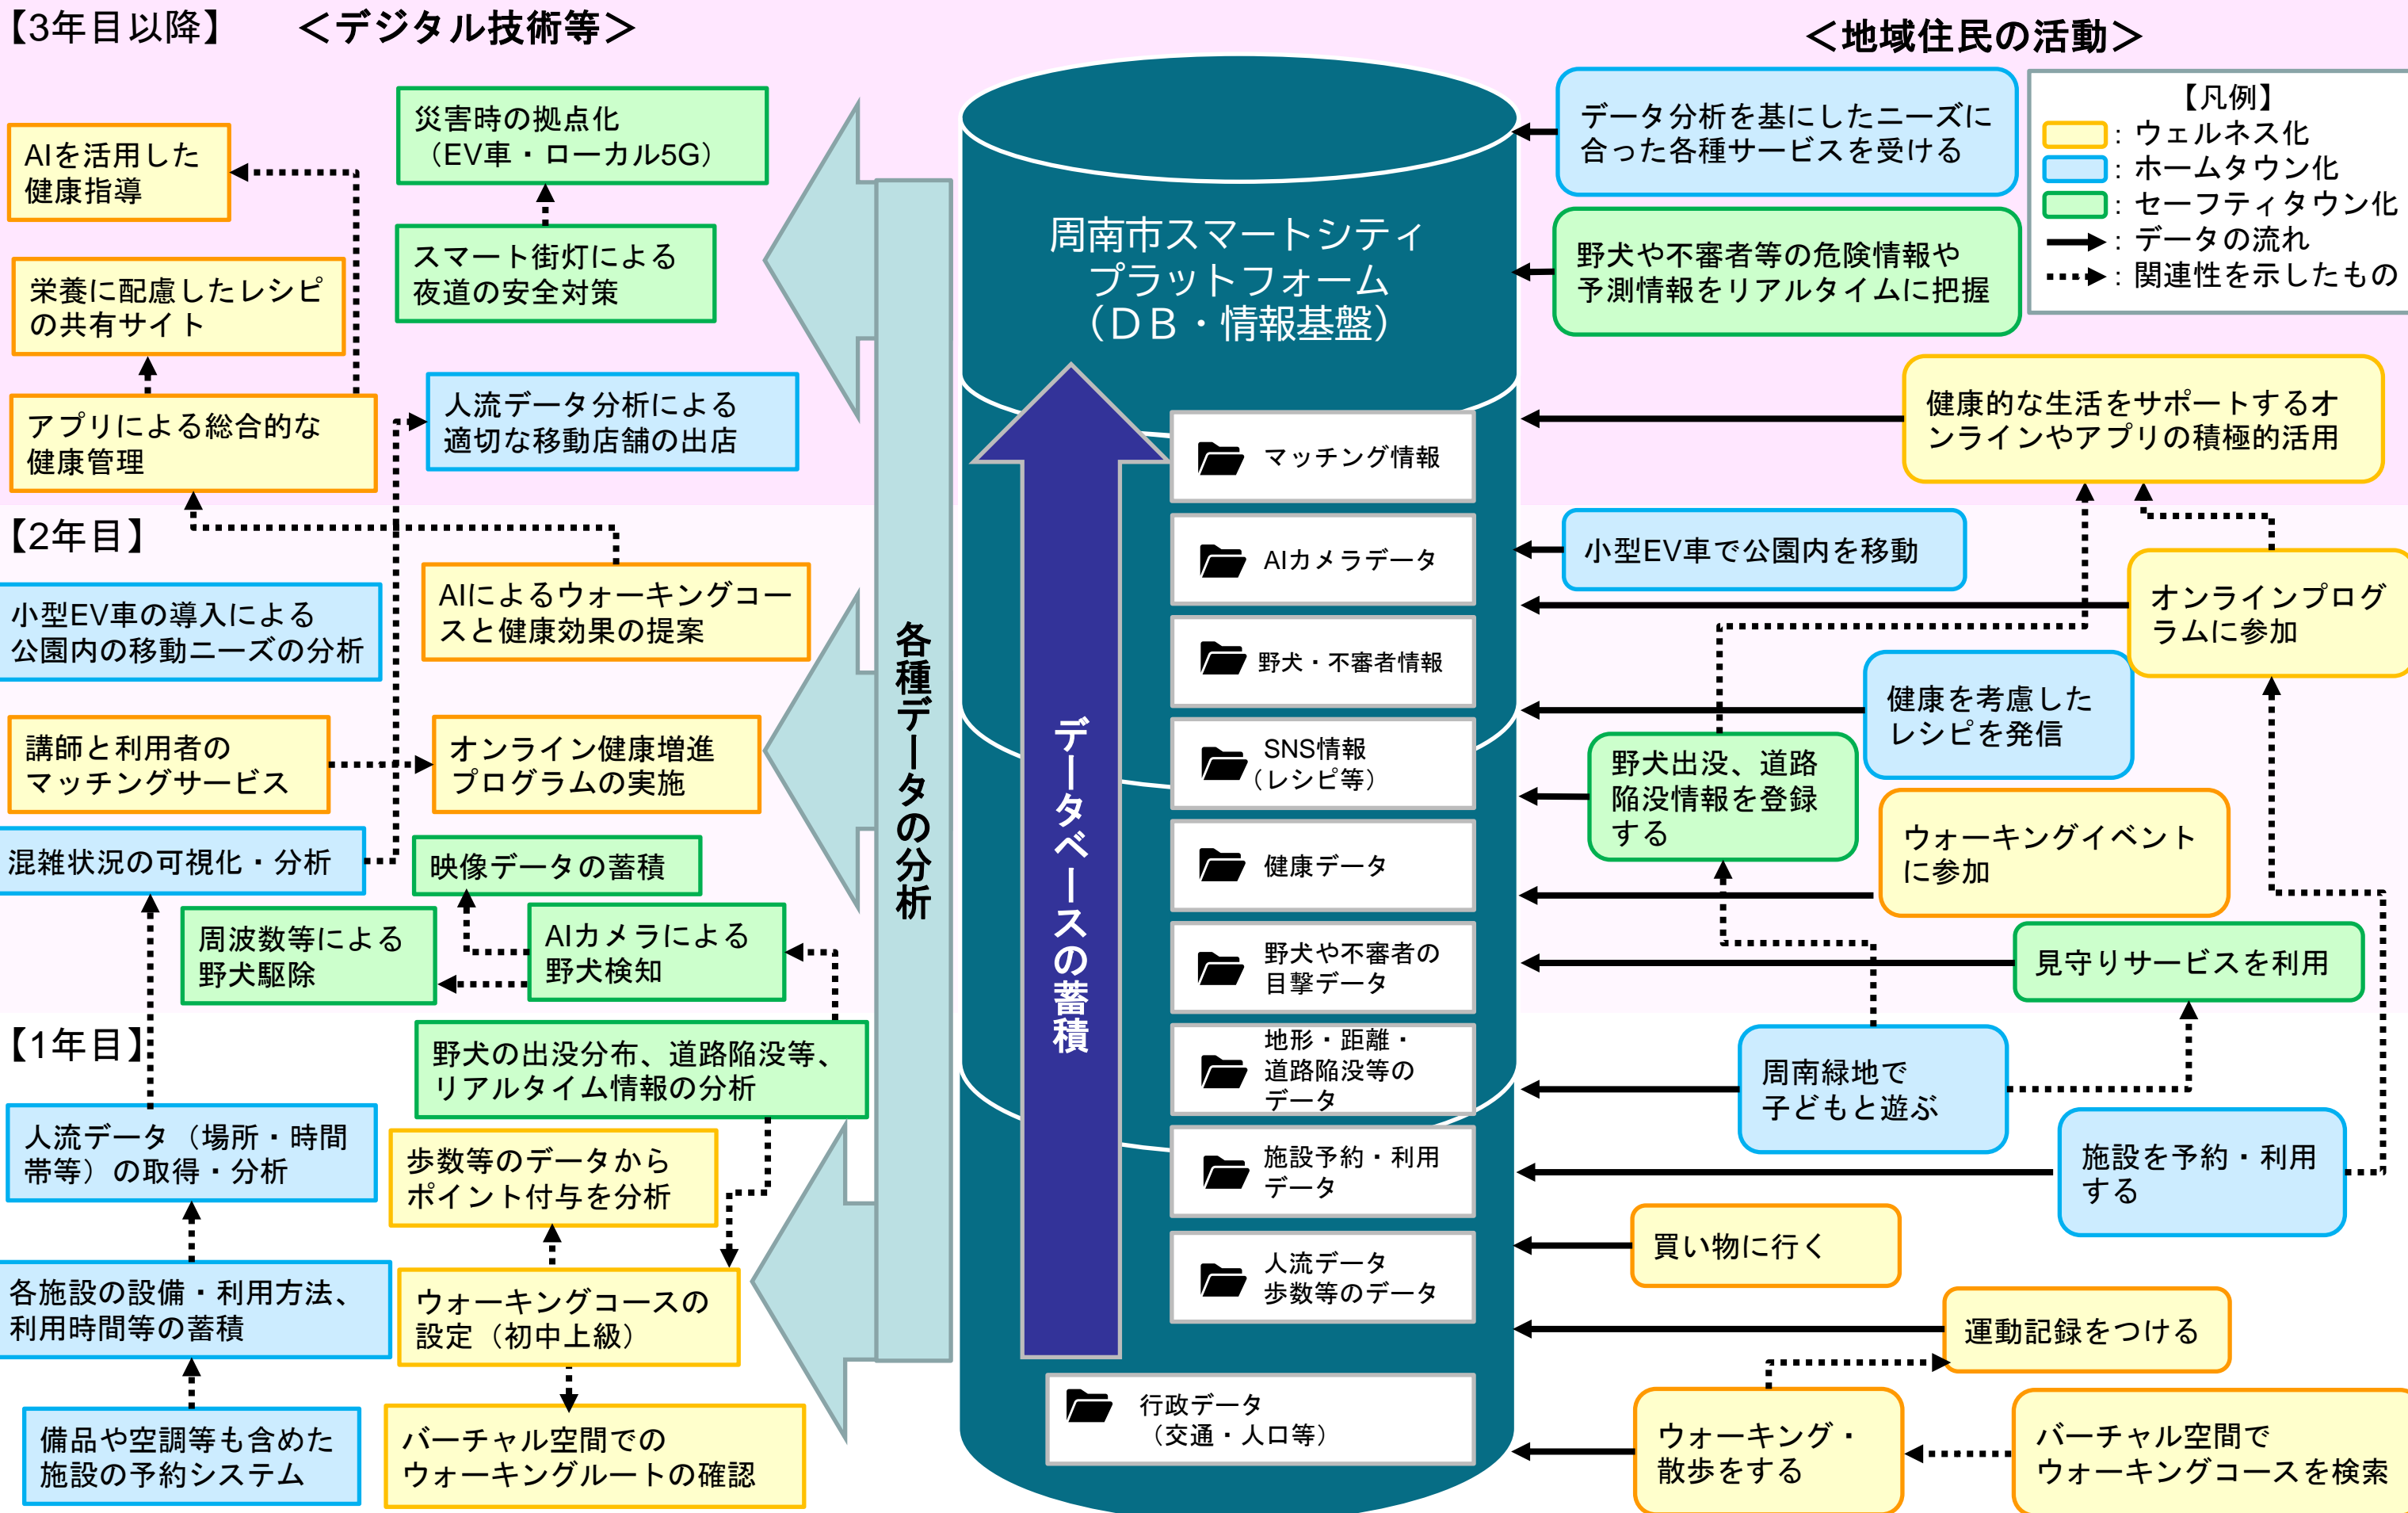 【3年目以降】
＜デジタル技術等＞
災害時の拠点化
（EV車・ローカル5G）
AIを活用した
健康指導
スマート街灯による
夜道の安全対策
栄養に配慮したレシピ
の共有サイト
人流データ分析による
適切な移動店舗の出店
アプリによる総合的な
健康管理
【2年目】
AIによるウォーキングコー
スと健康効果の提案
小型EV車の導入による
公園内の移動ニーズの分析
講師と利用者の
マッチングサービス
オンライン健康増進
プログラムの実施
混雑状況の可視化・分析
映像データの蓄積
周波数等による
野犬駆除
AIカメラによる
野犬検知
【1年目】
野犬の出没分布、道路陥没等、
リアルタイム情報の分析
人流データ（場所・時間
帯等）の取得・分析
歩数等のデータから
ポイント付与を分析
各施設の設備・利用方法、
利用時間等の蓄積
ウォーキングコースの
設定（初中上級）
備品や空調等も含めた
施設の予約システム
バーチャル空間での
ウォーキングルートの確認
各種データの分析
周南市スマートシティ
プラットフォーム
（ＤＢ・情報基盤）
データベースの蓄積
マッチング情報
AIカメラデータ
野犬・不審者情報
SNS情報
（レシピ等）
健康データ
野犬や不審者の
目撃データ
地形・距離・
道路陥没等の
データ
施設予約・利用
データ
人流データ
歩数等のデータ
行政データ
（交通・人口等）
＜地域住民の活動＞
【凡例】
：ウェルネス化
：ホームタウン化
：セーフティタウン化
：データの流れ
：関連性を示したもの
データ分析を基にしたニーズに
合った各種サービスを受ける
野犬や不審者等の危険情報や
予測情報をリアルタイムに把握
健康的な生活をサポートするオ
ンラインやアプリの積極的活用
小型EV車で公園内を移動
オンラインプログ
ラムに参加
健康を考慮した
レシピを発信
野犬出没、道路
陥没情報を登録
する
ウォーキングイベント
に参加
見守りサービスを利用
周南緑地で
子どもと遊ぶ
施設を予約・利用
する
買い物に行く
運動記録をつける
ウォーキング・
散歩をする
バーチャル空間で
ウォーキングコースを検索